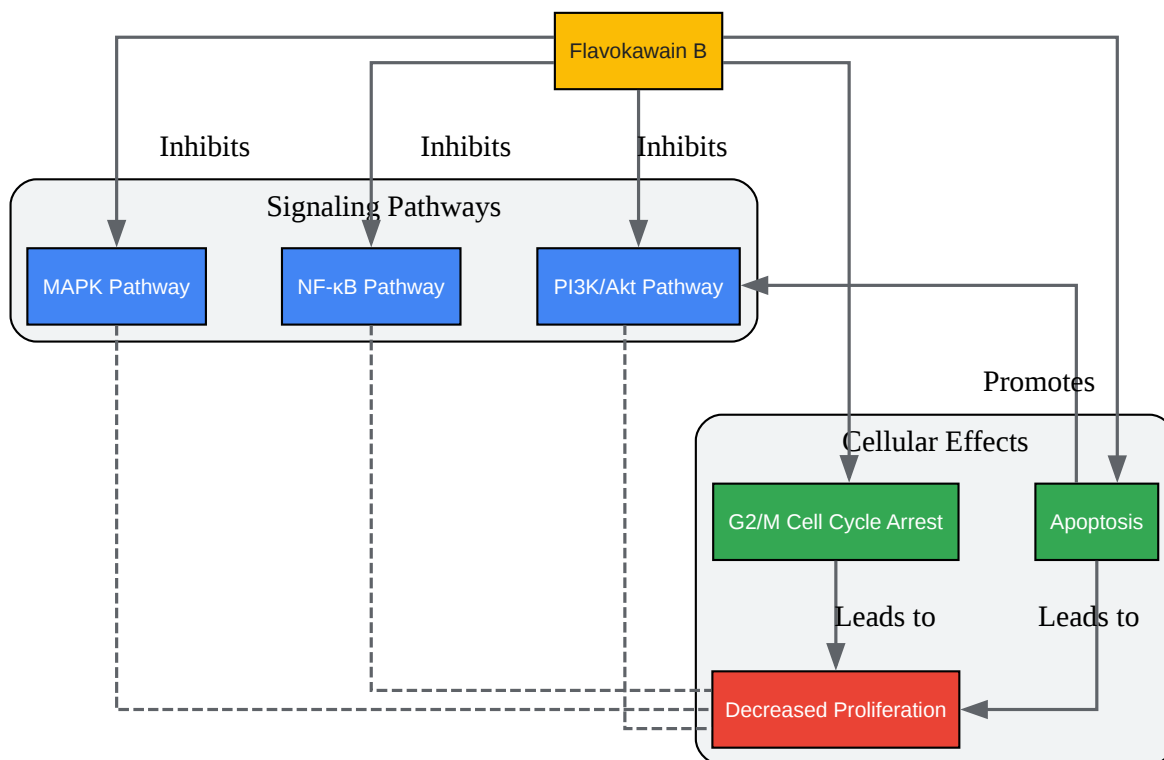 Flavokawain B
Inhibits
Inhibits
Inhibits
Signaling Pathways
MAPK Pathway
NF-κB Pathway
PI3K/Akt Pathway
Promotes
Cellular Effects
G2/M Cell Cycle Arrest
Apoptosis
Leads to
Leads to
Decreased Proliferation